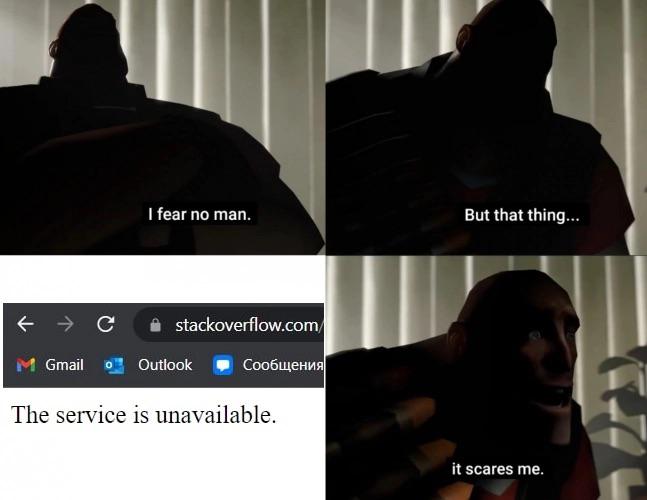 I fear no man.
But that thing...
stackoverflow.com/
Gmail Outlook Сообщения
The service is unavailable.
it scares me.